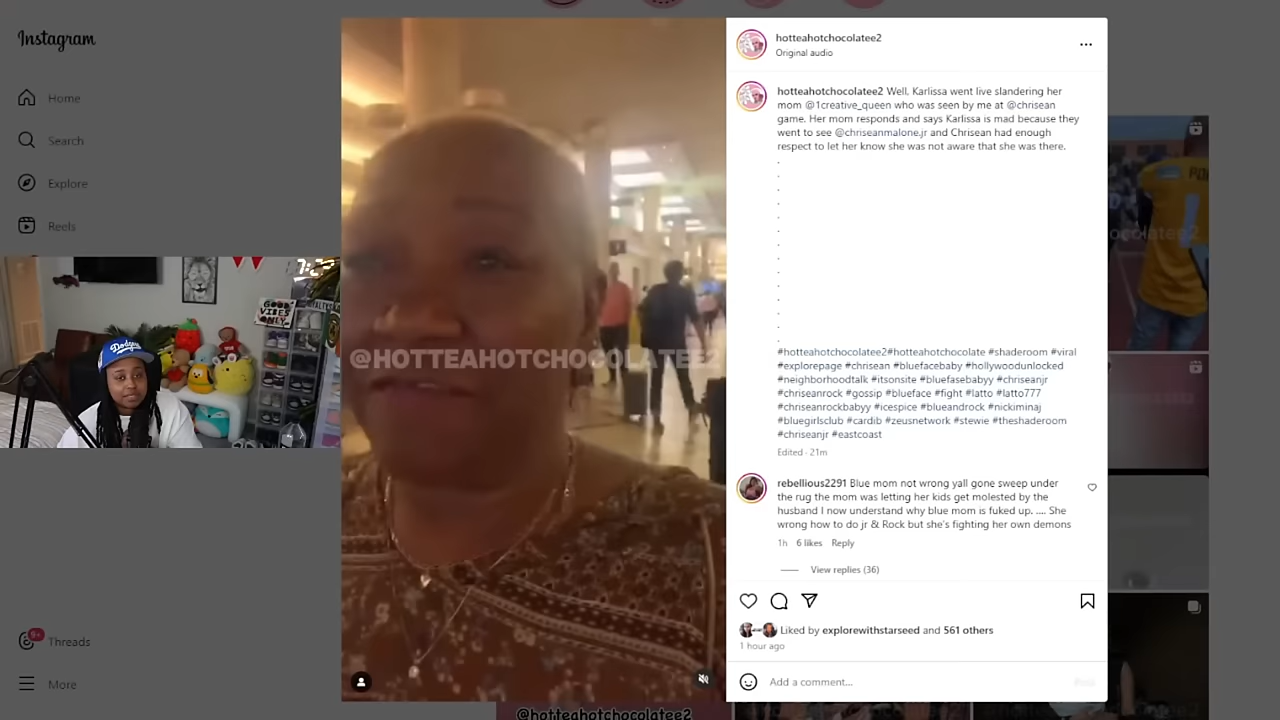 Instagram
Home
Search
Explore
Reels
9+
Threads
More
GOOD
VIBES
ONLY
@HOTTEAHOTCHOCOLATEE2
hotteahotchocolatee2
Original audio
hotteahotchocolatee2 Well, Karlissa went live slandering her
mom @1creative_queen who was seen by me at @chrisean
game. Her mom responds and says Karlissa is mad because they
went to see @chriseanmalone.jr and Chrisean had enough
respect to let her know she was not aware that she was there.
.
.
.
.
.
.
.
.
.
.
.
.
.
.
#hotteahotchocolatee2#hotteahotchocolate #shaderoom #viral
#explorepage #chrisean #bluefacebaby #hollywoodunlocked
#neighborhoodtalk #itsonsite #bluefasebabyy #chriseanjr
#chriseanrock #gossip #blueface #fight #latto #latto777
#chriseanrockbabyy #icespice #blueandrock #nickiminaj
#bluegirlsclub #cardib #zeusnetwork #stewie #theshaderoom
#chriseanjr #eastcoast
Edited · 21m
rebellious2291 Blue mom not wrong yall gone sweep under
the rug the mom was letting her kids get molested by the
husband I now understand why blue mom is fuked up. .... She
wrong how to do jr & Rock but she's fighting her own demons
1h 6 likes Reply
View replies (36)
Liked by explorewithstarseed and 561 others
1 hour ago
Add a comment...
Post
@hotteahotchocolatee2
Dodgers